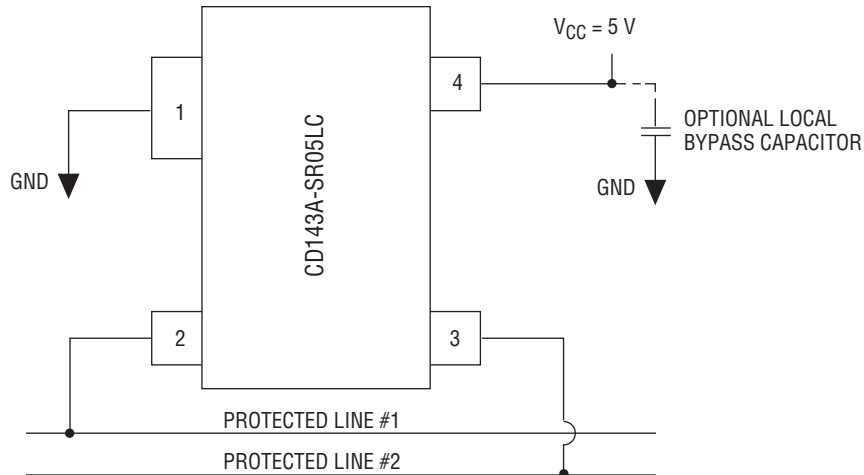 V_CC = 5 V
1
4
OPTIONAL LOCAL
BYPASS CAPACITOR
CD143A-SR05LC
GND
GND
2
3
PROTECTED LINE #1
PROTECTED LINE #2